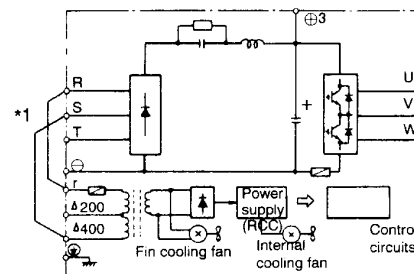 ⊕3
R
U
*1
S
V
+
T
W
⊖
r
Δ200
Power
supply
(RCC)
Δ400
Control
circuits
Fin cooling fan
Internal
cooling fan